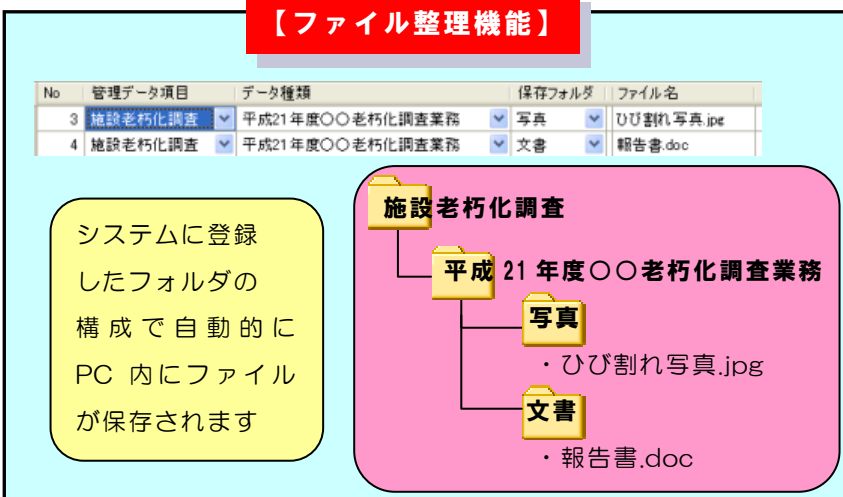 【ファイル整理機能】
No 管理データ項目 データ種類 保存フォルダ ファイル名
3 施設老朽化調査 平成21年度〇〇老朽化調査業務 写真 ひび割れ写真.jpg
4 施設老朽化調査 平成21年度〇〇老朽化調査業務 文書 報告書.doc
システムに登録
したフォルダの
構成で自動的に
PC 内にファイル
が保存されます
施設老朽化調査
平成 21 年度〇〇老朽化調査業務
写真
・ひび割れ写真.jpg
文書
・報告書.doc